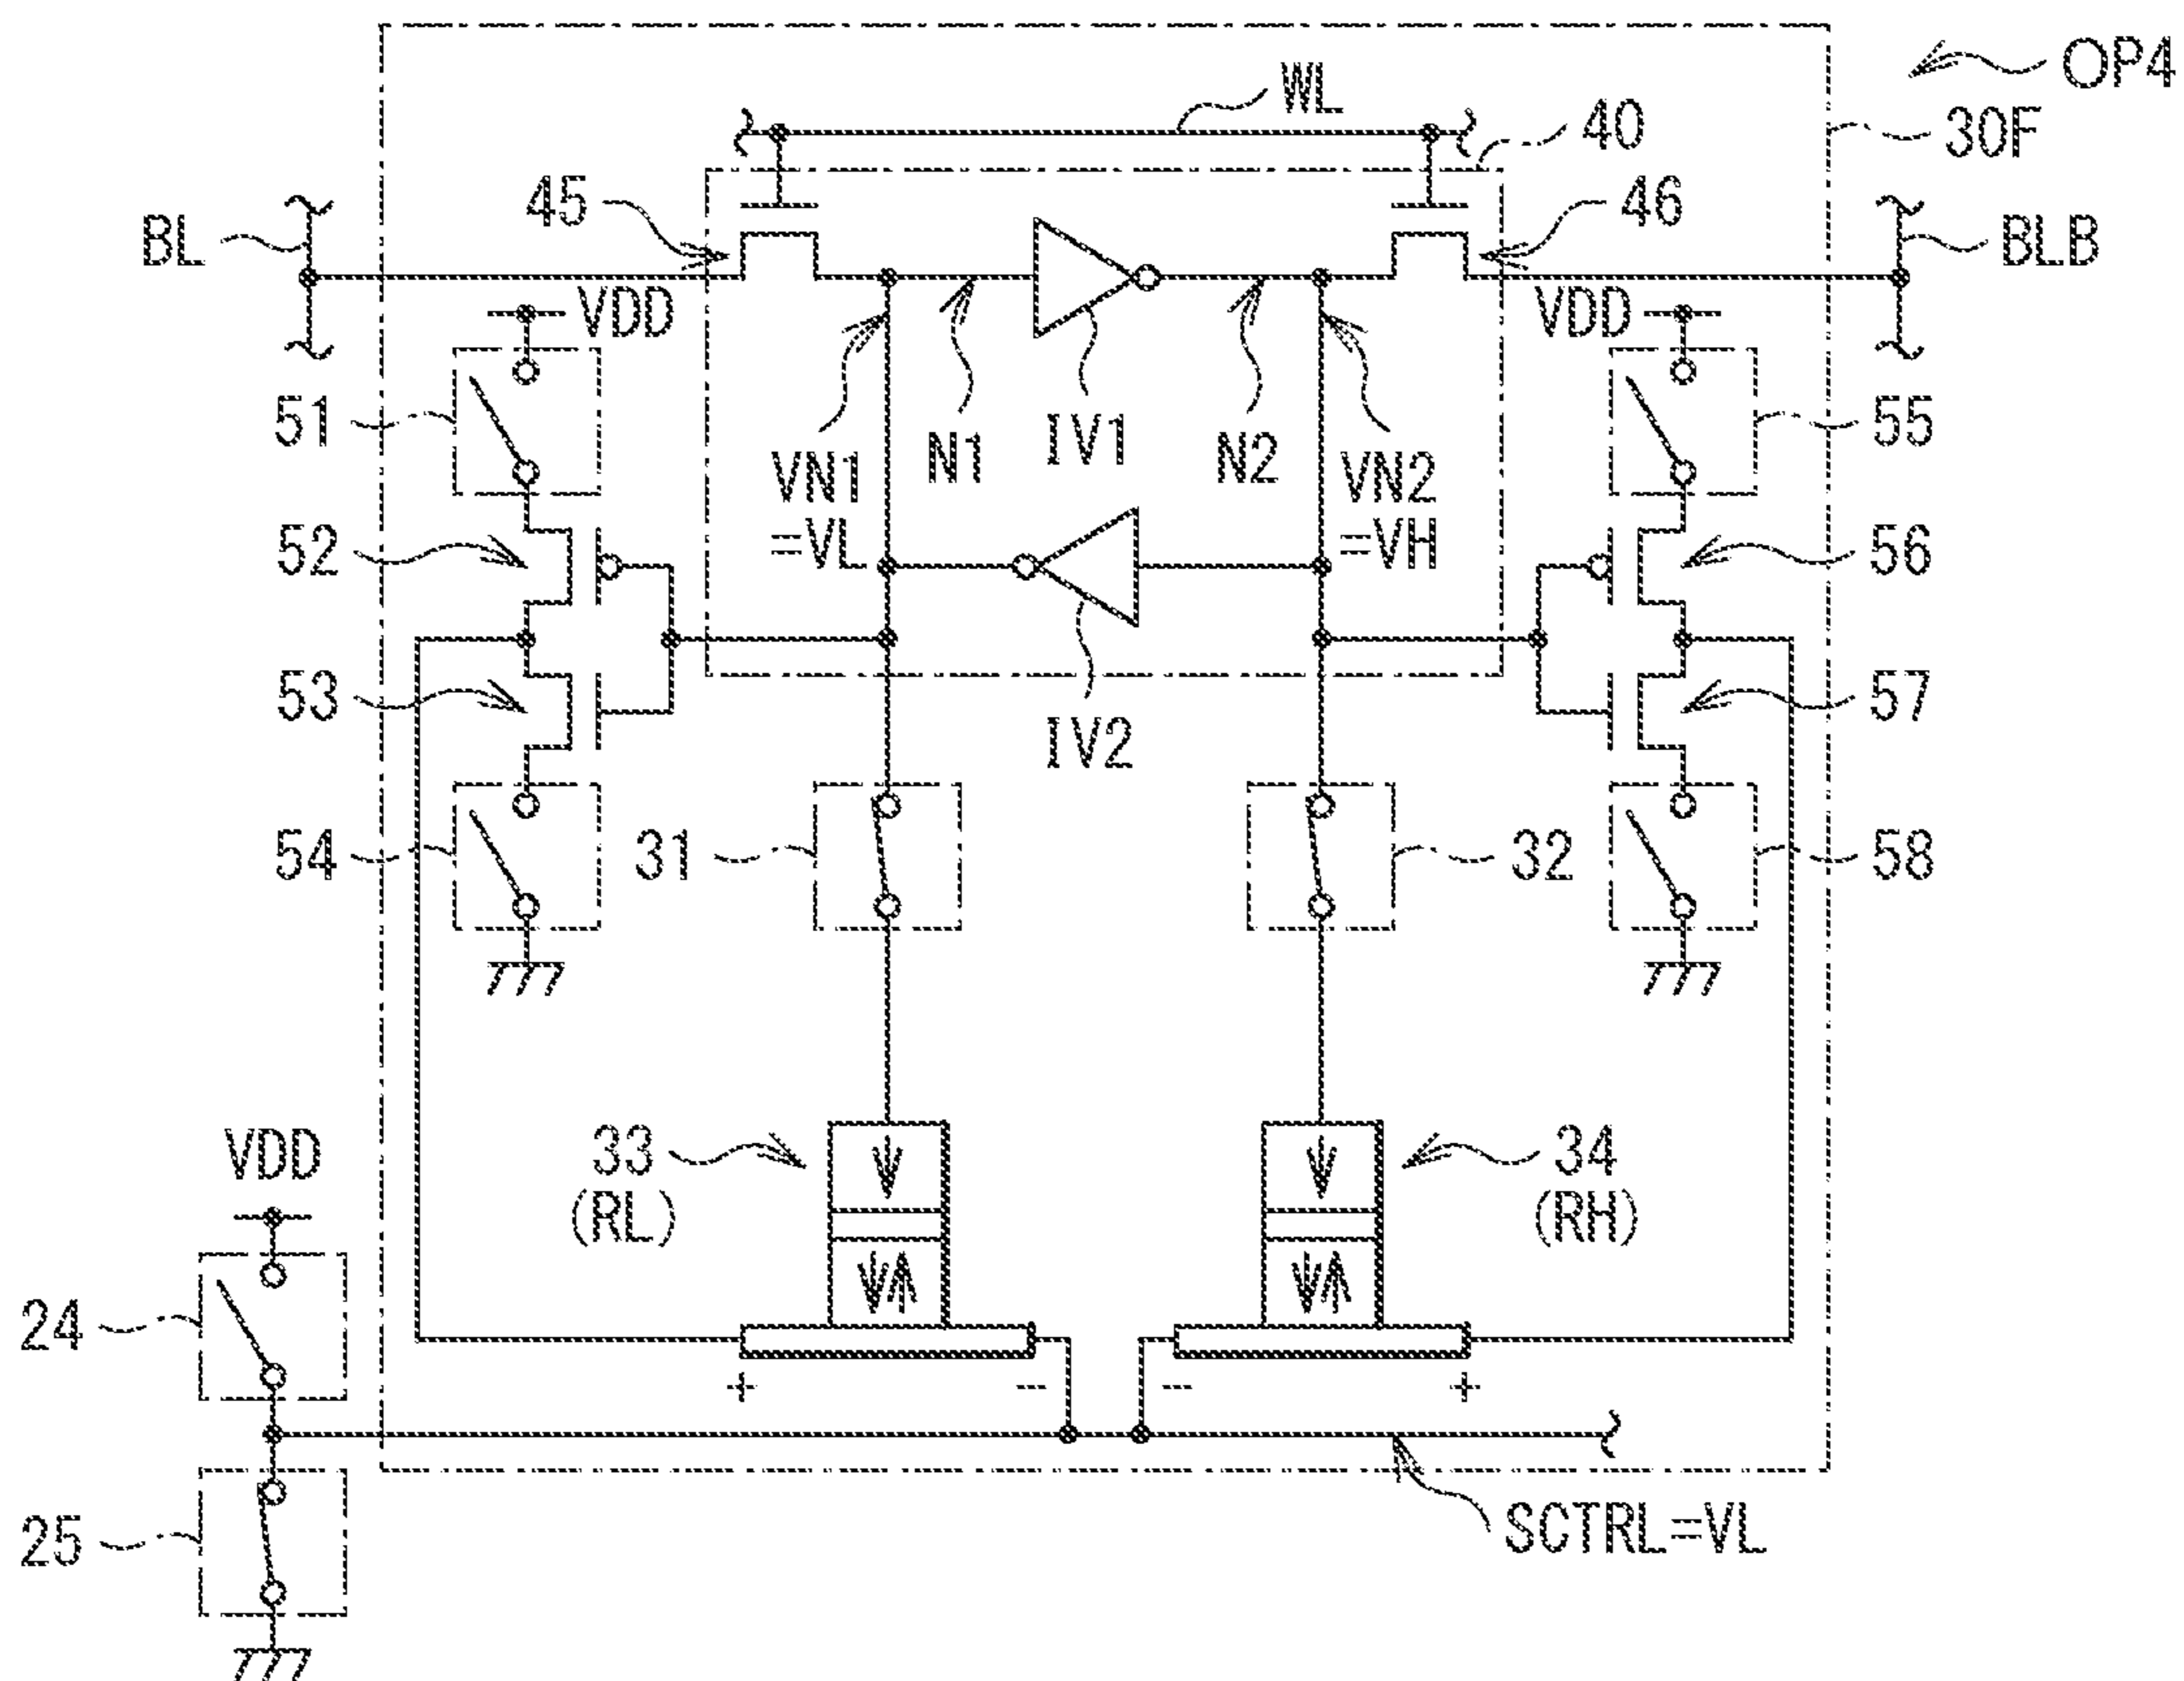 OP4
WL
40
30F
45
46
BL
BLB
VDD
VDD
51
55
N1
IV1
N2
VN1
=VL
VN2
=VH
52
56
53
57
IV2
54
31
32
58
33
(RL)
34
(RH)
VDD
24
+
−
−
+
25
SCTRL=VL